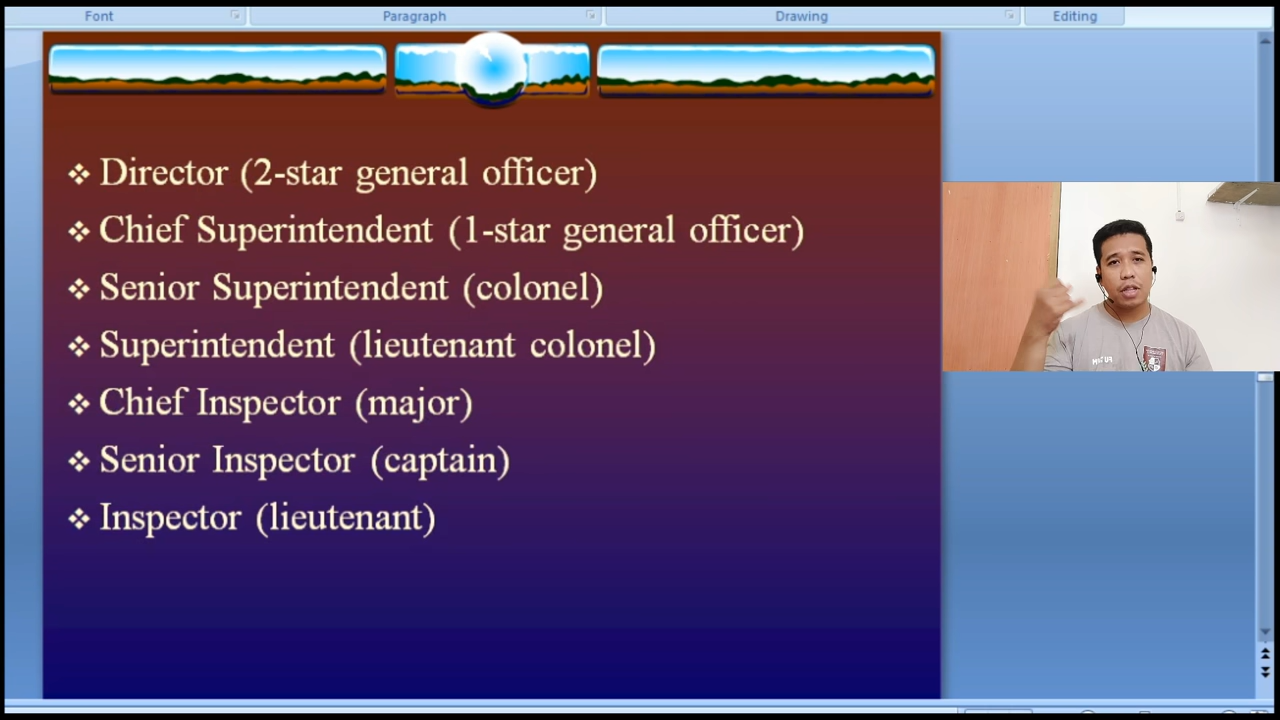 Font
Paragraph
Drawing
Editing
❖ Director (2-star general officer)
❖ Chief Superintendent (1-star general officer)
❖ Senior Superintendent (colonel)
❖ Superintendent (lieutenant colonel)
❖ Chief Inspector (major)
❖ Senior Inspector (captain)
❖ Inspector (lieutenant)